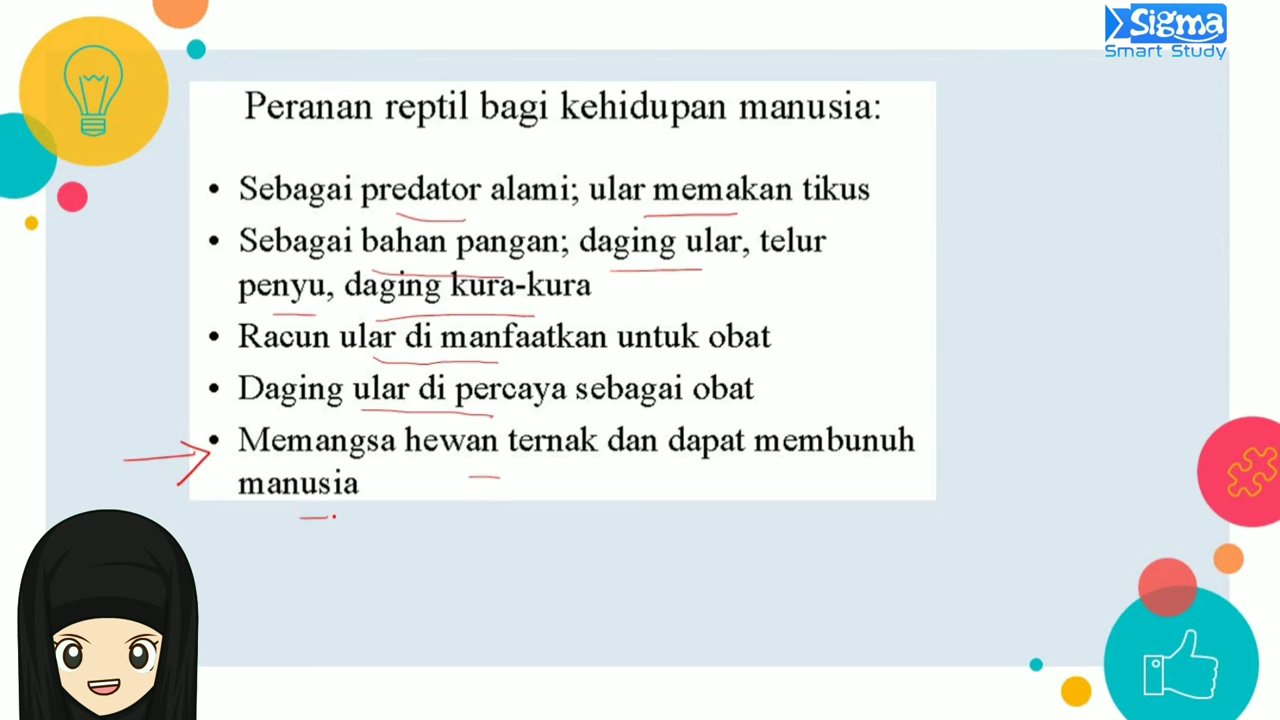 Sigma
Smart Study
Peranan reptil bagi kehidupan manusia:
• Sebagai predator alami; ular memakan tikus
• Sebagai bahan pangan; daging ular, telur
penyu, daging kura-kura
• Racun ular di manfaatkan untuk obat
• Daging ular di percaya sebagai obat
• Memangsa hewan ternak dan dapat membunuh
manusia